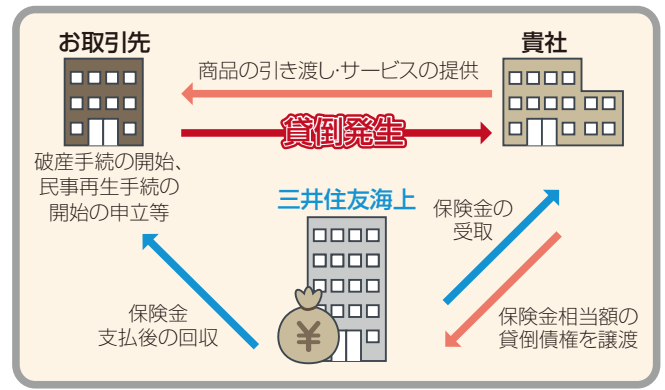 お取引先
貴社
商品の引き渡し・サービスの提供
貸倒発生
破産手続の開始、
民事再生手続の
開始の申立等
三井住友海上
保険金の
受取
保険金
支払後の回収
¥
保険金相当額の
貸倒債権を譲渡